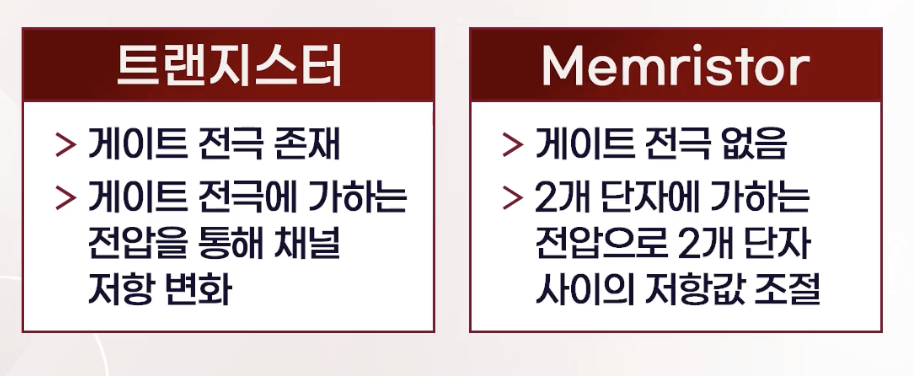 트랜지스터
> 게이트 전극 존재
> 게이트 전극에 가하는
전압을 통해 채널
저항 변화
Memristor
> 게이트 전극 없음
> 2개 단자에 가하는
전압으로 2개 단자
사이의 저항값 조절